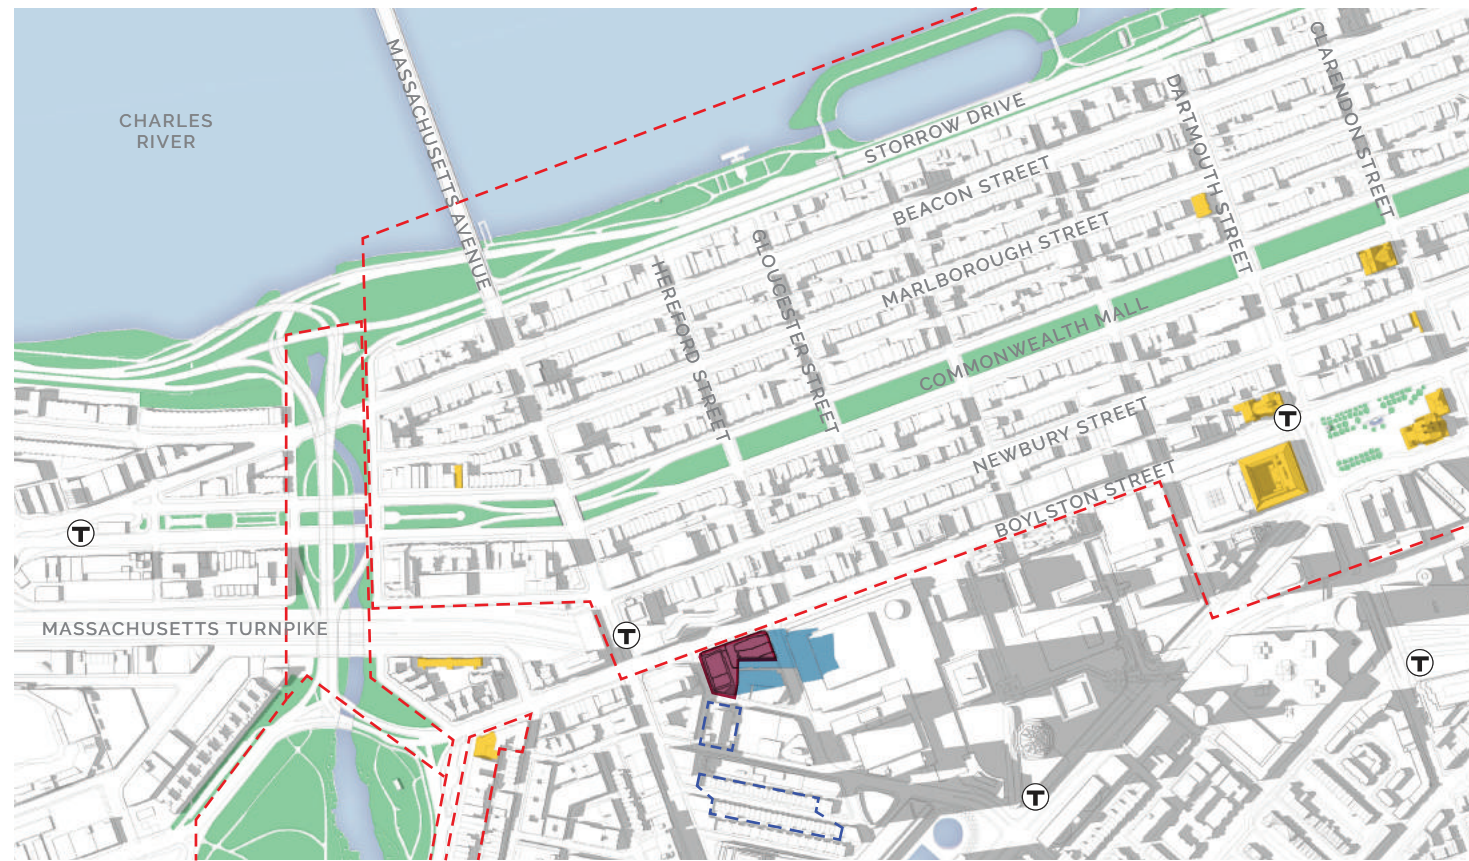 CHARLES
RIVER
MASSACHUSETTS AVENUE
STORROW DRIVE
DARTMOUTH STREET
CLARENDON STREET
BEACON STREET
MARLBOROUGH STREET
HEREFORD STREET
GLOUCESTER STREET
COMMONWEALTH MALL
NEWBURY STREET
T
BOYLSTON STREET
T
MASSACHUSETTS TURNPIKE
T
T
T